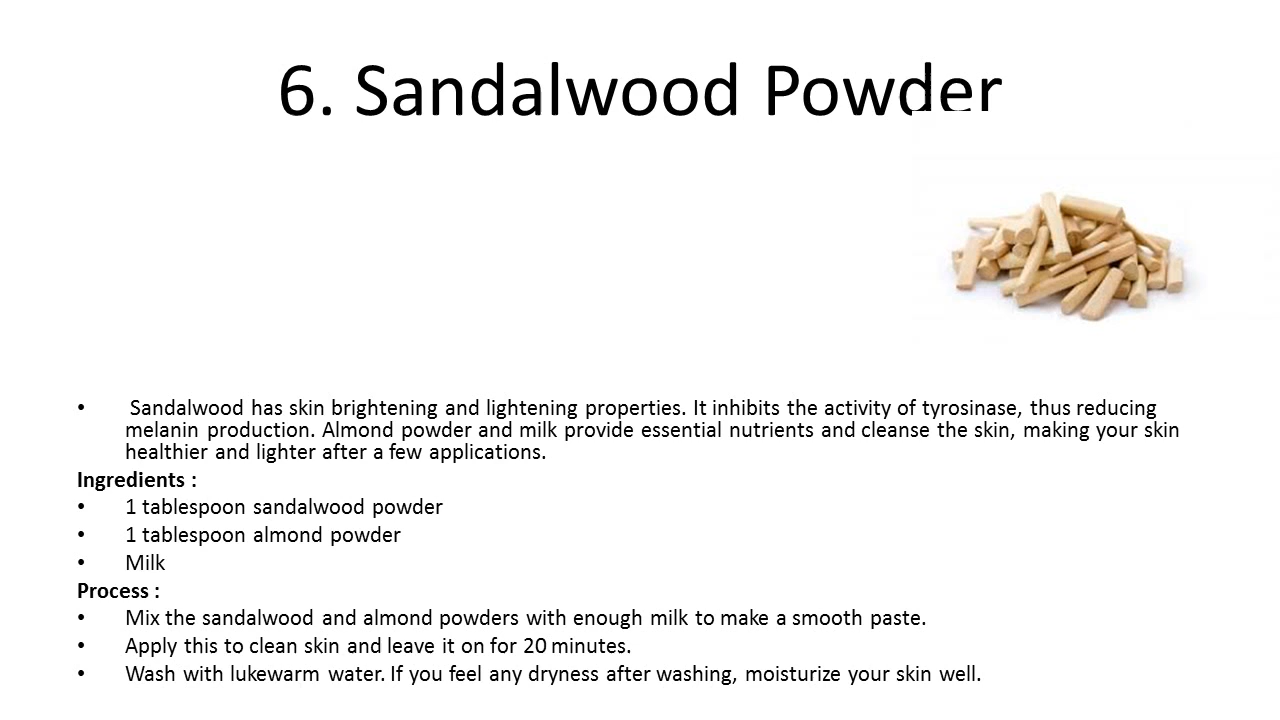 6. Sandalwood Powder
• Sandalwood has skin brightening and lightening properties. It inhibits the activity of tyrosinase, thus reducing
melanin production. Almond powder and milk provide essential nutrients and cleanse the skin, making your skin
healthier and lighter after a few applications.
Ingredients :
• 1 tablespoon sandalwood powder
• 1 tablespoon almond powder
• Milk
Process :
• Mix the sandalwood and almond powders with enough milk to make a smooth paste.
• Apply this to clean skin and leave it on for 20 minutes.
• Wash with lukewarm water. If you feel any dryness after washing, moisturize your skin well.